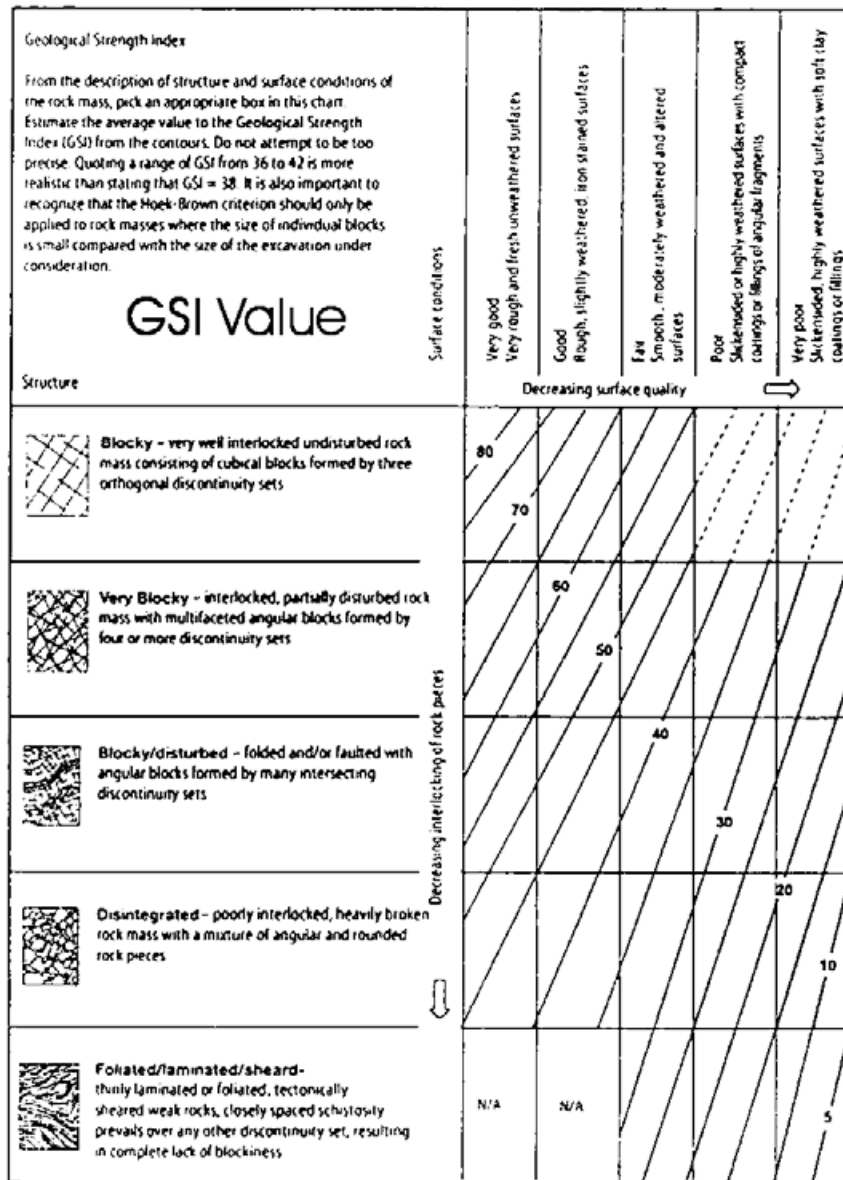 Geological Strength Index
From the description of structure and surface conditions of
the rock mass, pick an appropriate box in this chart.
Estimate the average value to the Geological Strength
Index (GSI) from the contours. Do not attempt to be too
precise. Quoting a range of GSI from 36 to 42 is more
realistic than stating that GSI = 38. It is also important to
recognize that the Hoek-Brown criterion should only be
applied to rock masses where the size of individual blocks
is small compared with the size of the excavation under
consideration.
GSI Value
Structure
Surface conditions
Very good
Very rough and fresh unweathered surfaces
Good
Rough, slightly weathered, iron stained surfaces
Fair
Smooth, moderately weathered and altered
surfaces
Poor
Slickensided or highly weathered surfaces with compact
coatings or fillings of angular fragments
Very poor
Slickensided, highly weathered surfaces with soft clay
coatings or fillings
Decreasing surface quality
Blocky – very well interlocked undisturbed rock
mass consisting of cubical blocks formed by three
orthogonal discontinuity sets
80
70
Very Blocky – interlocked, partially disturbed rock
mass with multifaceted angular blocks formed by
four or more discontinuity sets
60
50
Decreasing interlocking of rock pieces
Blocky/disturbed – folded and/or faulted with
angular blocks formed by many intersecting
discontinuity sets
40
30
Disintegrated – poorly interlocked, heavily broken
rock mass with a mixture of angular and rounded
rock pieces
20
10
Foliated/laminated/sheard-
thinly laminated or foliated, tectonically
sheared weak rocks, closely spaced schistosity
prevails over any other discontinuity set, resulting
in complete lack of blockiness
N/A
N/A
5